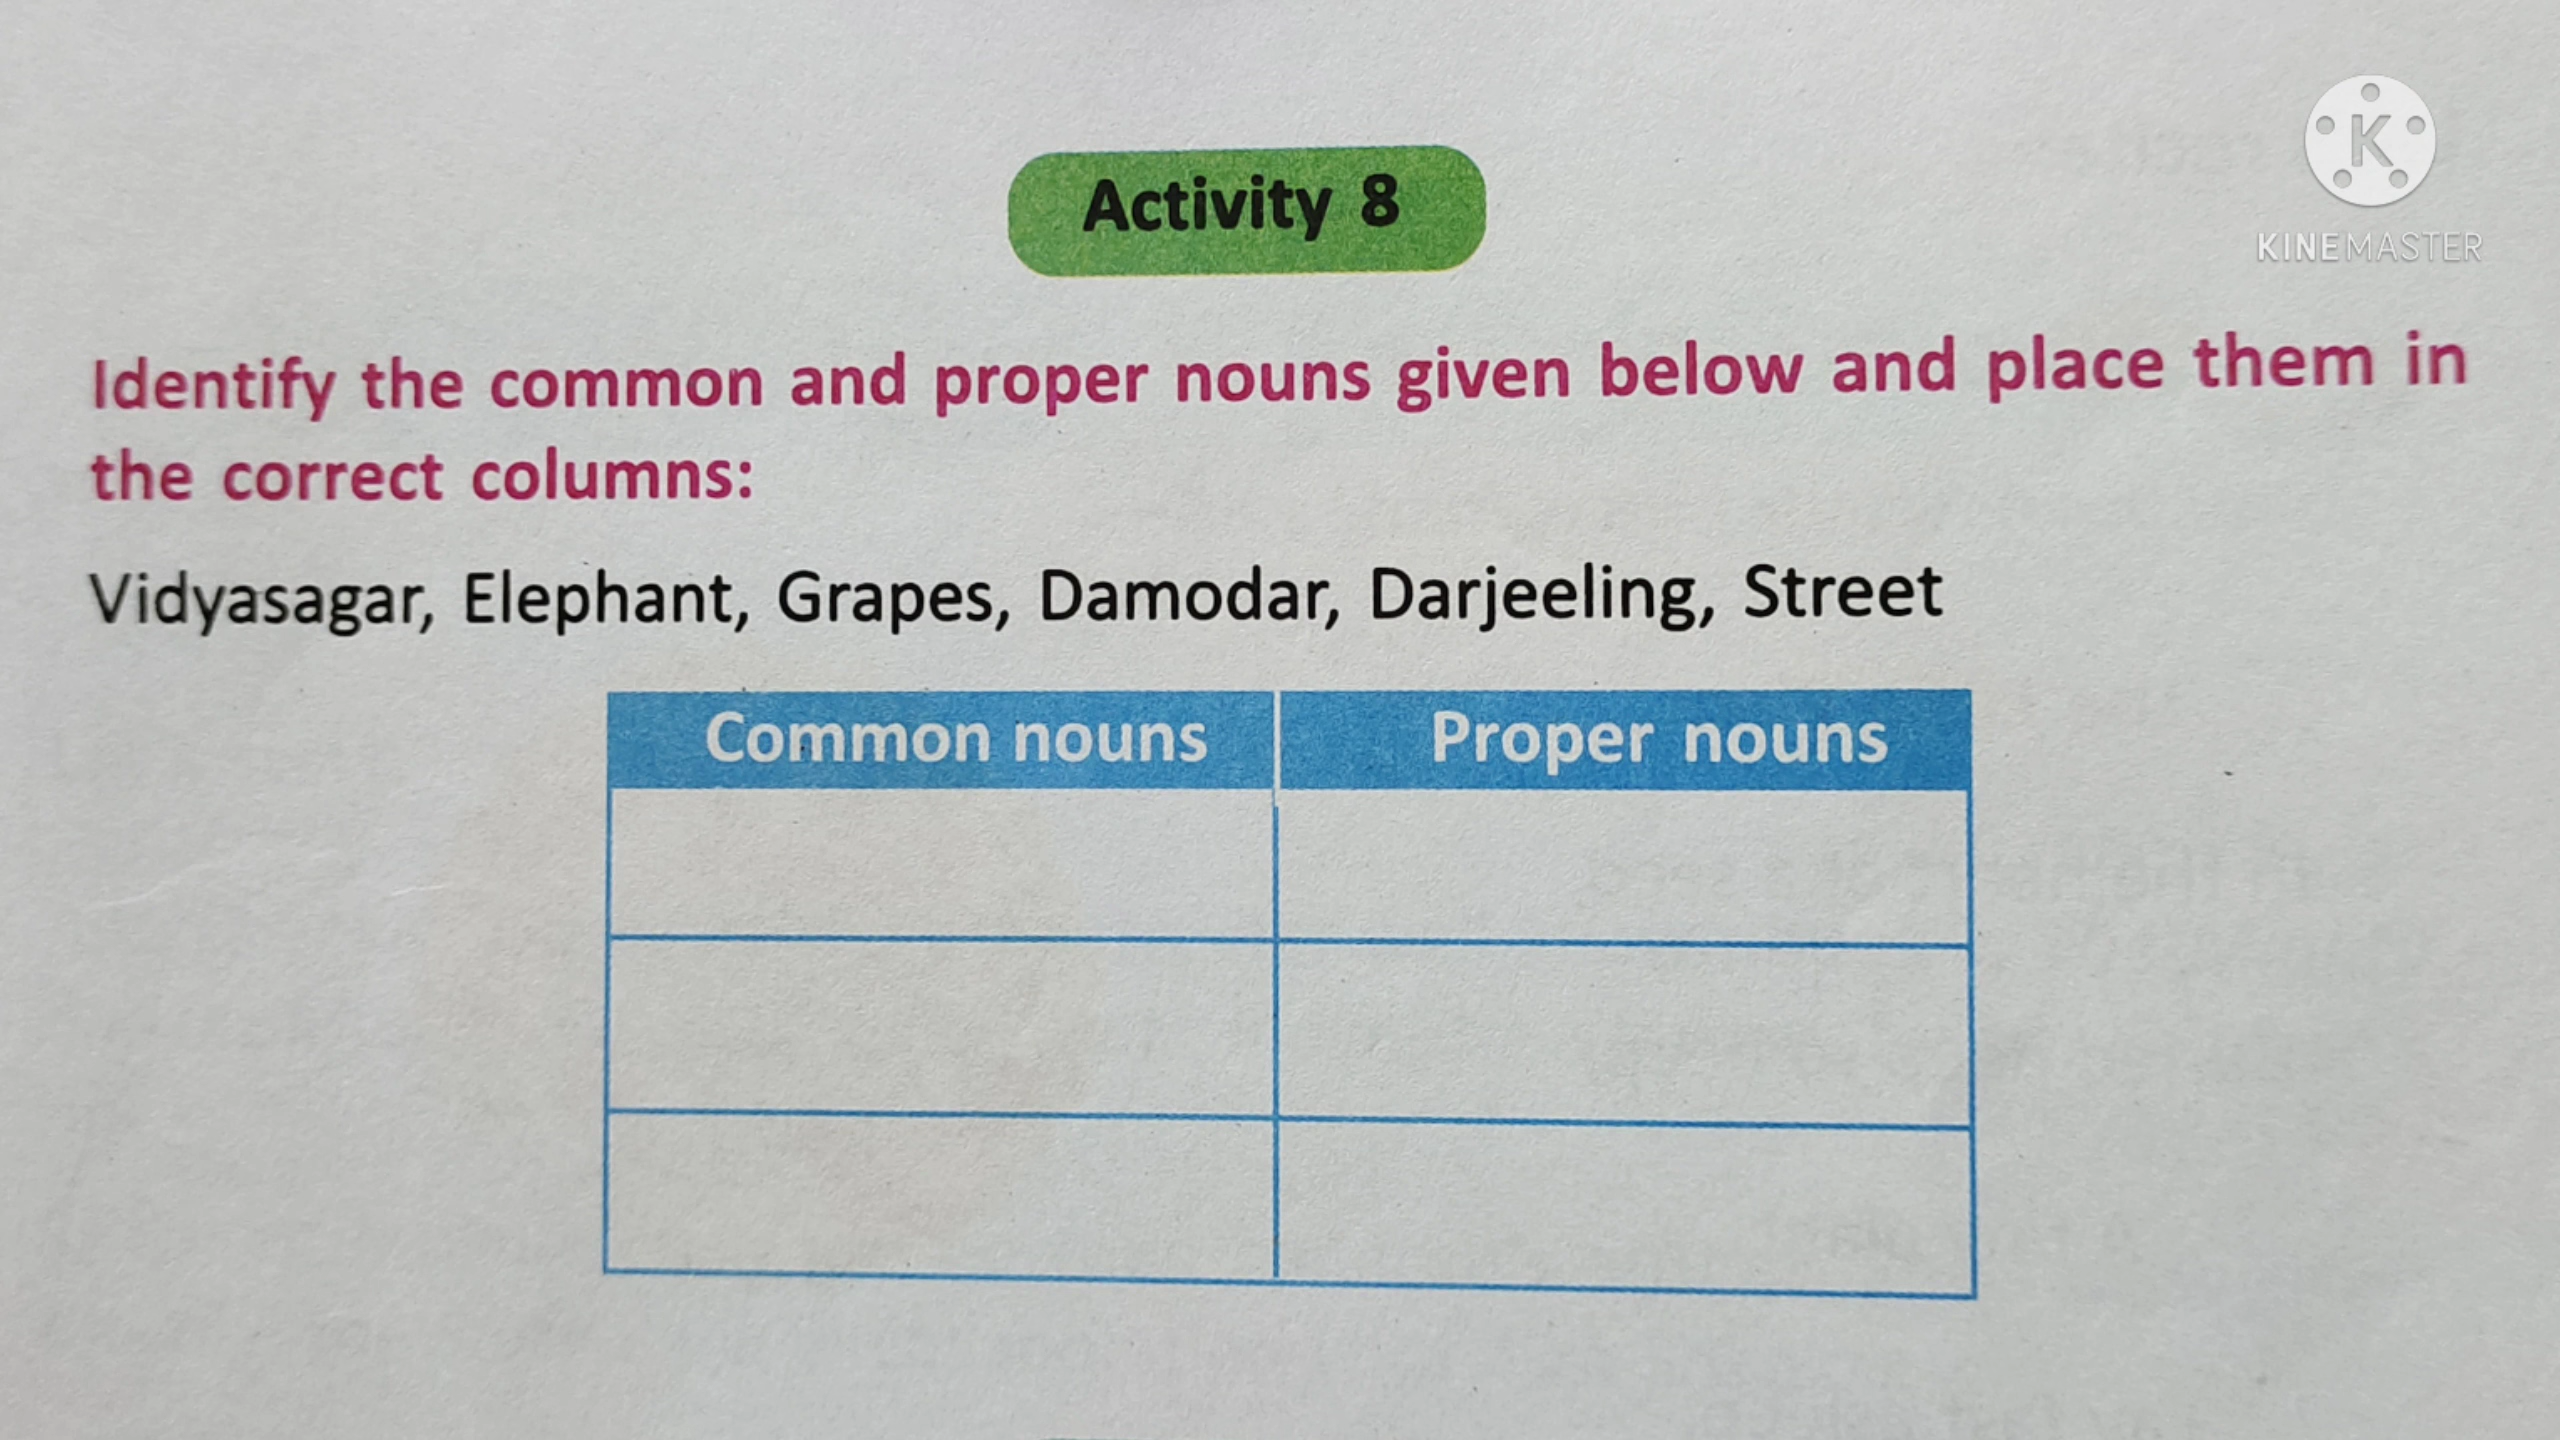 K
KINEMASTER
Activity 8
Identify the common and proper nouns given below and place them in
the correct columns:
Vidyasagar, Elephant, Grapes, Damodar, Darjeeling, Street
Common nouns Proper nouns